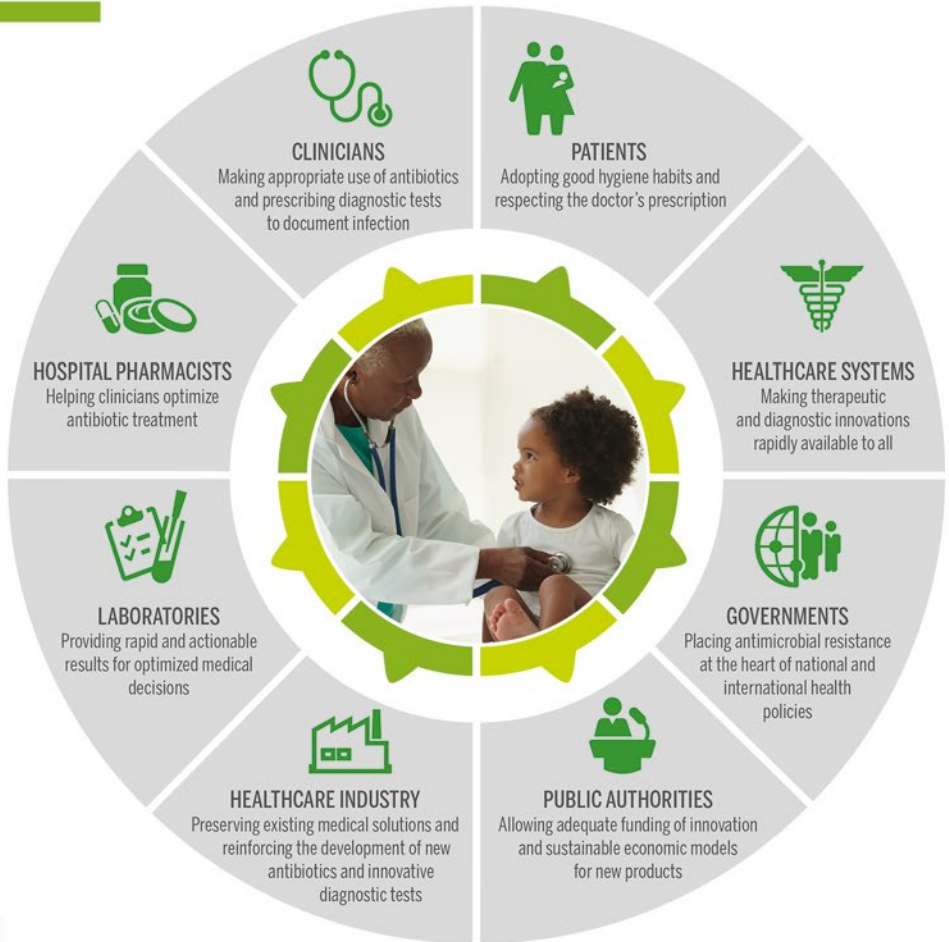 CLINICIANS
Making appropriate use of antibiotics
and prescribing diagnostic tests
to document infection
PATIENTS
Adopting good hygiene habits and
respecting the doctor's prescription
HEALTHCARE SYSTEMS
Making therapeutic
and diagnostic innovations
rapidly available to all
GOVERNMENTS
Placing antimicrobial resistance
at the heart of national and
international health
policies
PUBLIC AUTHORITIES
Allowing adequate funding of innovation
and sustainable economic models
for new products
HEALTHCARE INDUSTRY
Preserving existing medical solutions and
reinforcing the development of new
antibiotics and innovative
diagnostic tests
LABORATORIES
Providing rapid and actionable
results for optimized medical
decisions
HOSPITAL PHARMACISTS
Helping clinicians optimize
antibiotic treatment